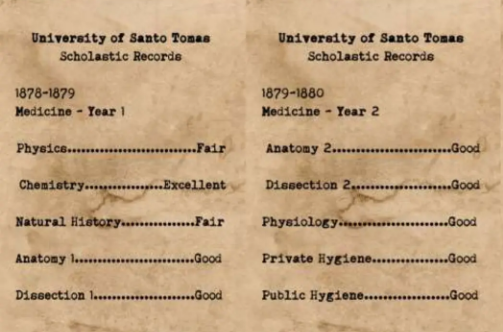 University of Santo Tomas
Scholastic Records
1878-1879
Medicine - Year 1
Physics...........................Fair
Chemistry................Excellent
Natural History...............Fair
Anatomy 1.........................Good
Dissection 1......................Good
University of Santo Tomas
Scholastic Records
1879-1880
Medicine - Year 2
Anatomy 2.........................Good
Dissection 2......................Good
Physiology........................Good
Private Hygiene................Good
Public Hygiene..................Good